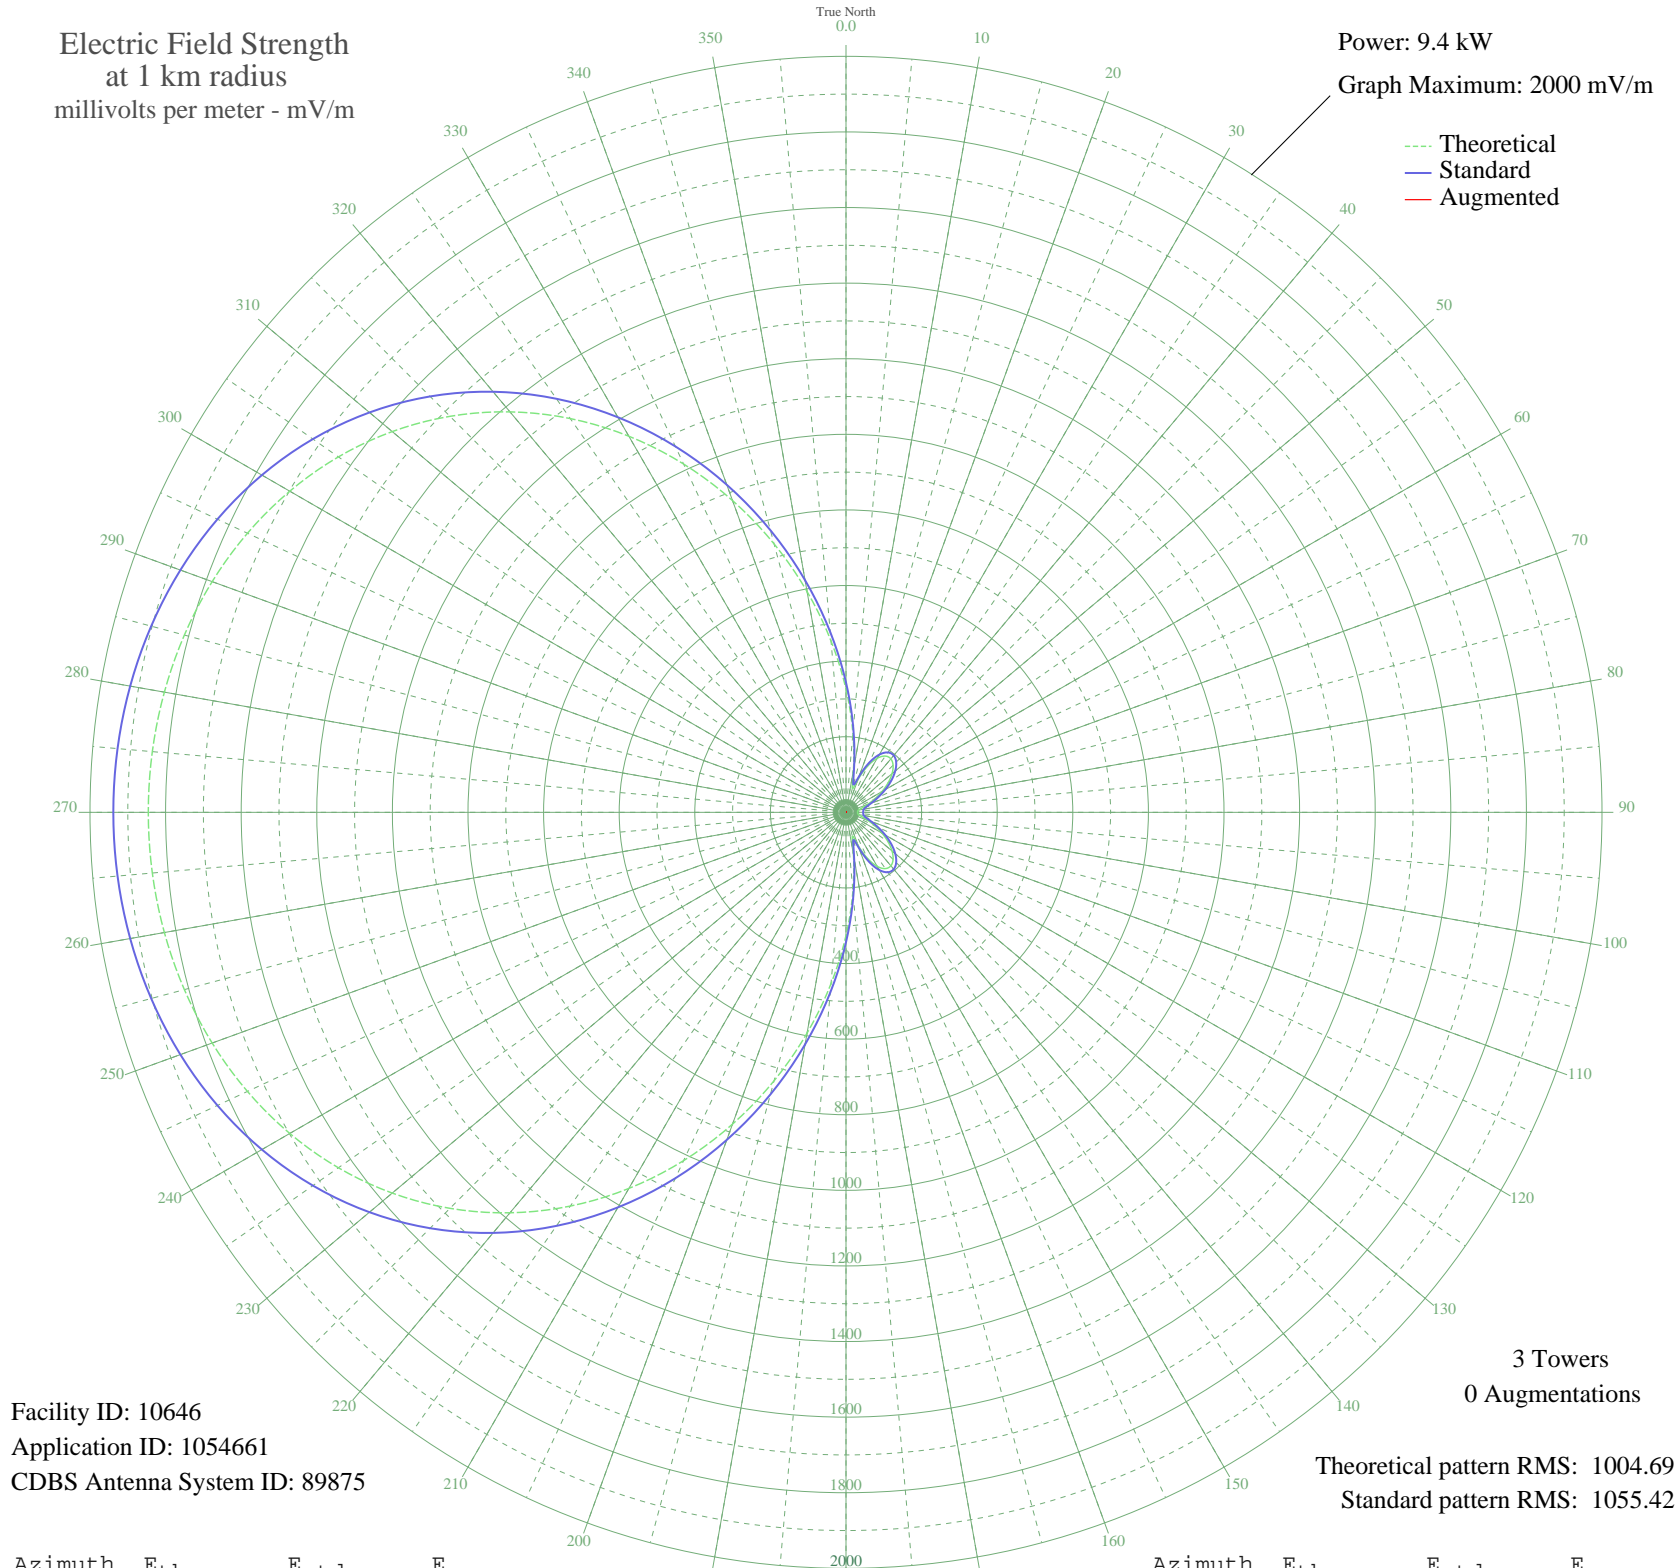 True North
0.0
Electric Field Strength
at 1 km radius
millivolts per meter - mV/m
Power: 9.4 kW
Graph Maximum: 2000 mV/m
Theoretical
Standard
Augmented
10
20
30
40
50
60
70
80
90
100
110
120
130
140
150
160
200
210
220
230
240
250
260
270
280
290
300
310
320
330
340
350
400
600
800
1000
1200
1400
1600
1800
2000
3 Towers
0 Augmentations
Facility ID: 10646
Application ID: 1054661
CDBS Antenna System ID: 89875
Theoretical pattern RMS: 1004.69
Standard pattern RMS: 1055.42
Azimuth E E E
Azimuth E E E